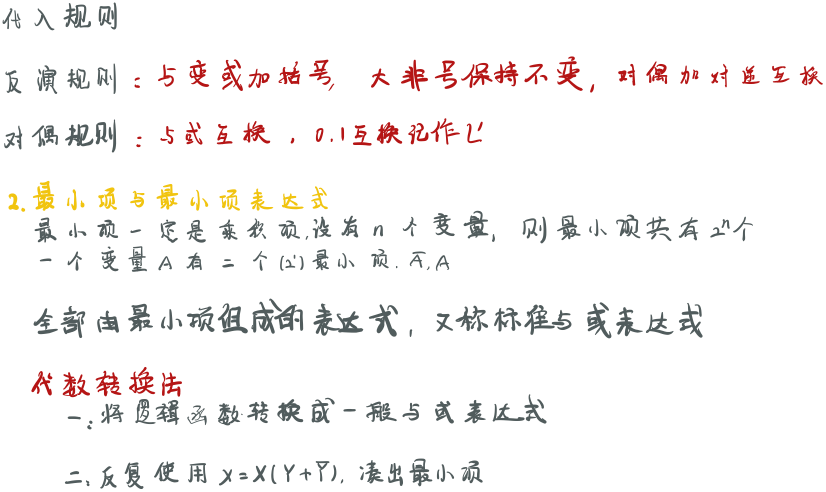 代入规则
反演规则：与变或加括号，大非号保持不变，对偶加对逆互换
对偶规则：与或互换，0.1互换记作L'
2.最小项与最小项表达式
最小项一定是乘积项,设有n个变量，则最小项共有2ⁿ个
一个变量A有二个(2¹)最小项.A̅,A
全部由最小项组成的表达式，又称标准与或表达式
代数转换法
一:将逻辑函数转换成一般与或表达式
二:反复使用X=X(Y+Y̅),凑出最小项